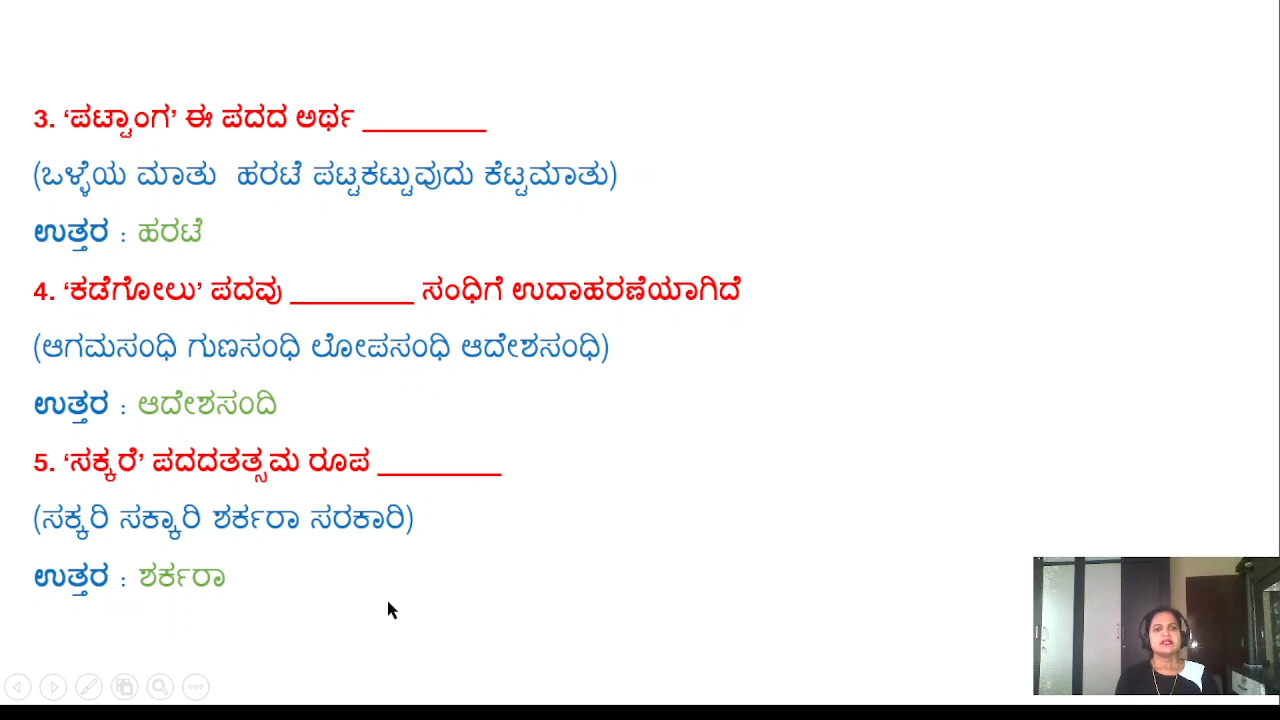 3. ‘ಪಟ್ಟಾಂಗ’ ಈ ಪದದ ಅರ್ಥ ________
(ಒಳ್ಳೆಯ ಮಾತು  ಹರಟೆ ಪಟ್ಟಕಟ್ಟುವುದು ಕೆಟ್ಟಮಾತು)
ಉತ್ತರ : ಹರಟೆ
4. ‘ಕಡೆಗೋಲು’ ಪದವು ________ ಸಂಧಿಗೆ ಉದಾಹರಣೆಯಾಗಿದೆ
(ಆಗಮಸಂಧಿ ಗುಣಸಂಧಿ ಲೋಪಸಂಧಿ ಆದೇಶಸಂಧಿ)
ಉತ್ತರ : ಆದೇಶಸಂದಿ
5. ‘ಸಕ್ಕರೆ’ ಪದದತತ್ಸಮ ರೂಪ ________
(ಸಕ್ಕರಿ ಸಕ್ಕಾರಿ ಶರ್ಕರಾ ಸರಕಾರಿ)
ಉತ್ತರ : ಶರ್ಕರಾ